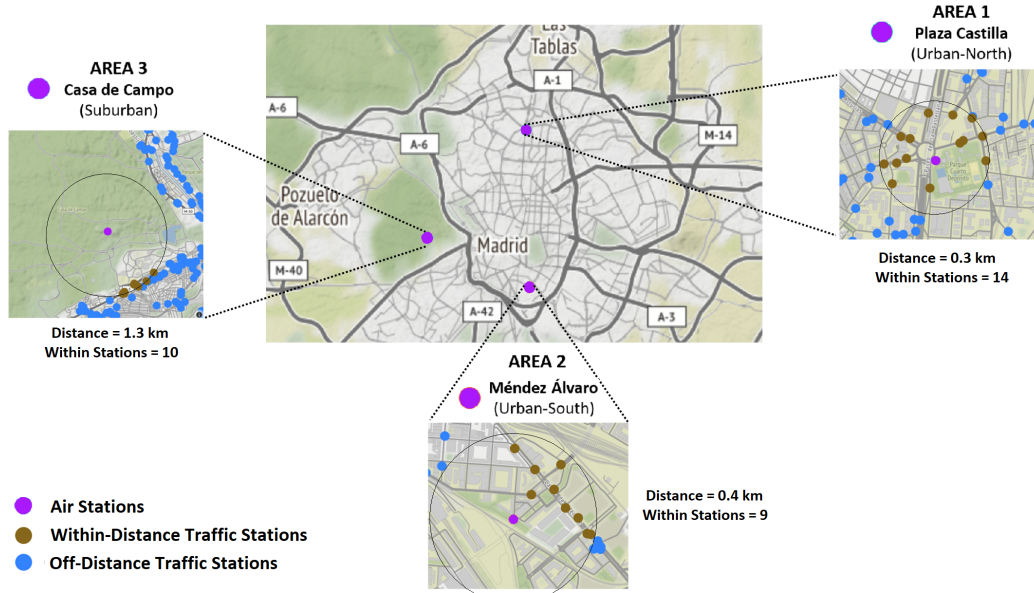 AREA 1
Plaza Castilla
(Urban-North)
Las
Tablas
AREA 3
Casa de Campo
(Suburban)
A-1
A-6
M-14
A-6
Pozuelo
de Alarcón
Madrid
M-40
A-42
A-3
Distance = 0.3 km
Within Stations = 14
Distance = 1.3 km
Within Stations = 10
AREA 2
Méndez Álvaro
(Urban-South)
Distance = 0.4 km
Within Stations = 9
Air Stations
Within-Distance Traffic Stations
Off-Distance Traffic Stations